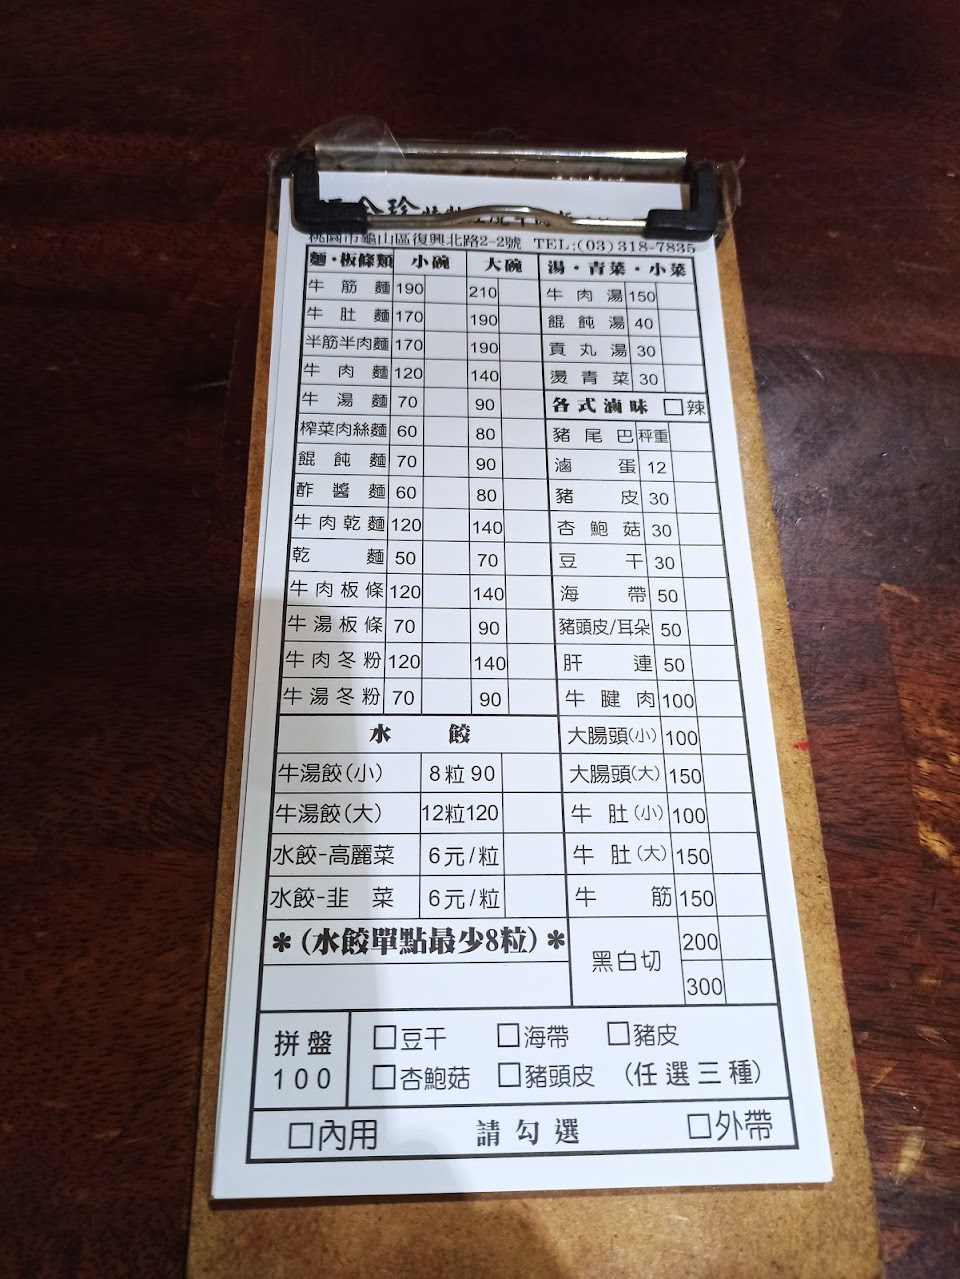 金珍
桃園市龜山區復興北路2-2號 TEL:(03)318-7835
麵・板條類 小碗 大碗
牛筋麵 190 210
牛肚麵 170 190
半筋半肉麵 170 190
牛肉麵 120 140
牛湯麵 70 90
榨菜肉絲麵 60 80
餛飩麵 70 90
酢醬麵 60 80
牛肉乾麵 120 140
乾麵 50 70
牛肉板條 120 140
牛湯板條 70 90
牛肉冬粉 120 140
牛湯冬粉 70 90
水餃
牛湯餃(小) 8粒90
牛湯餃(大) 12粒120
水餃-高麗菜 6元/粒
水餃-韭菜 6元/粒
*(水餃單點最少8粒)*
湯・青菜・小菜
牛肉湯 150
餛飩湯 40
貢丸湯 30
燙青菜 30
各式滷味 □辣
豬尾巴 秤重
滷蛋 12
豬皮 30
杏鮑菇 30
豆干 30
海帶 50
豬頭皮/耳朵 50
肝連 50
牛腱肉 100
大腸頭(小) 100
大腸頭(大) 150
牛肚(小) 100
牛肚(大) 150
牛筋 150
黑白切 200
300
拼盤 100
□豆干 □海帶 □豬皮
□杏鮑菇 □豬頭皮 (任選三種)
□內用 請勾選 □外帶